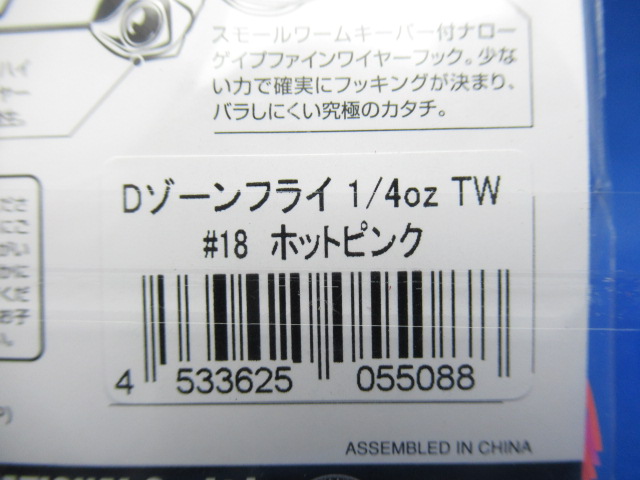 スモールワームキーパー付ナロー
ゲイプファインワイヤーフック。少な
い力で確実にフッキングが決まり、
バラしにくい究極のカタチ。
Dゾーンフライ 1/4oz TW
#18 ホットピンク
4 533625 055088
ASSEMBLED IN CHINA